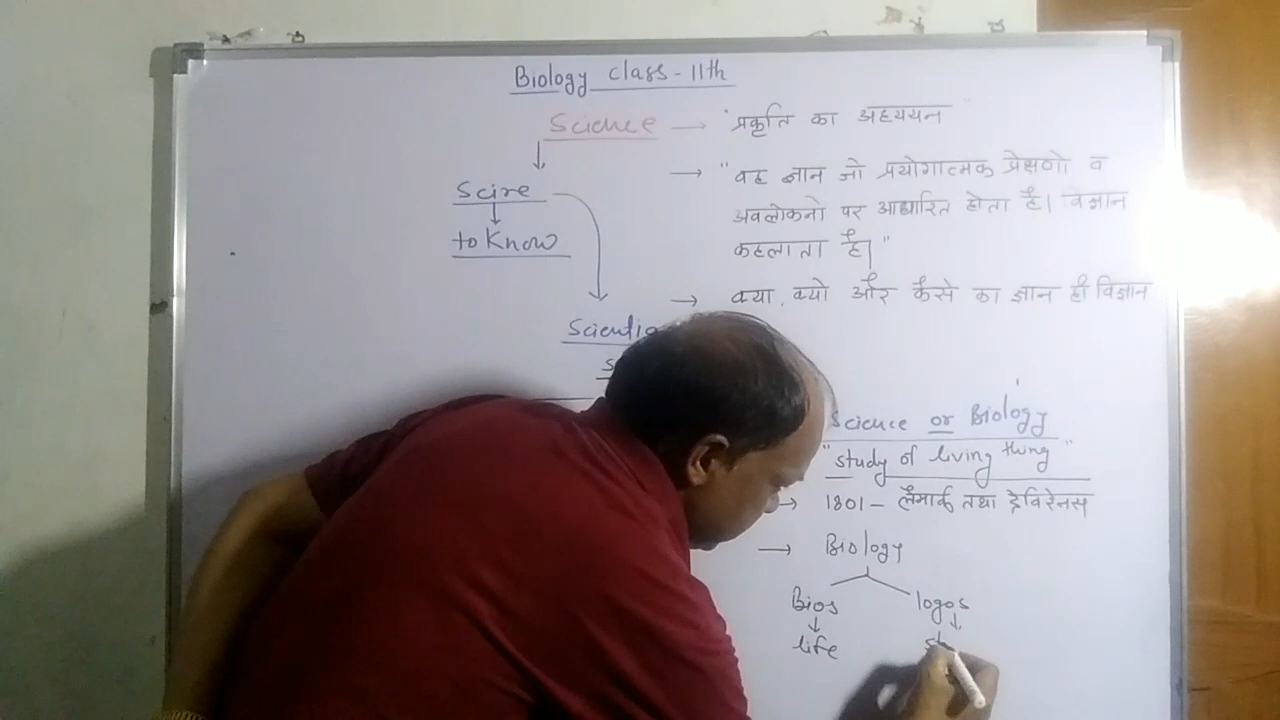 Biology class - 11th
Science → "प्रकृति का अध्ययन"
Scire
to Know
→ "वह ज्ञान जो प्रयोगात्मक प्रेक्षणो व
अवलोकनो पर आधारित होता है। विज्ञान
कहलाता है।"
→ क्या, क्यो और कैसे का ज्ञान ही विज्ञान
Science or Biology
"study of living thing"
→ 1801 - लैमार्क तथा ट्रेविरेनस
→ Biology
Bios logos
life